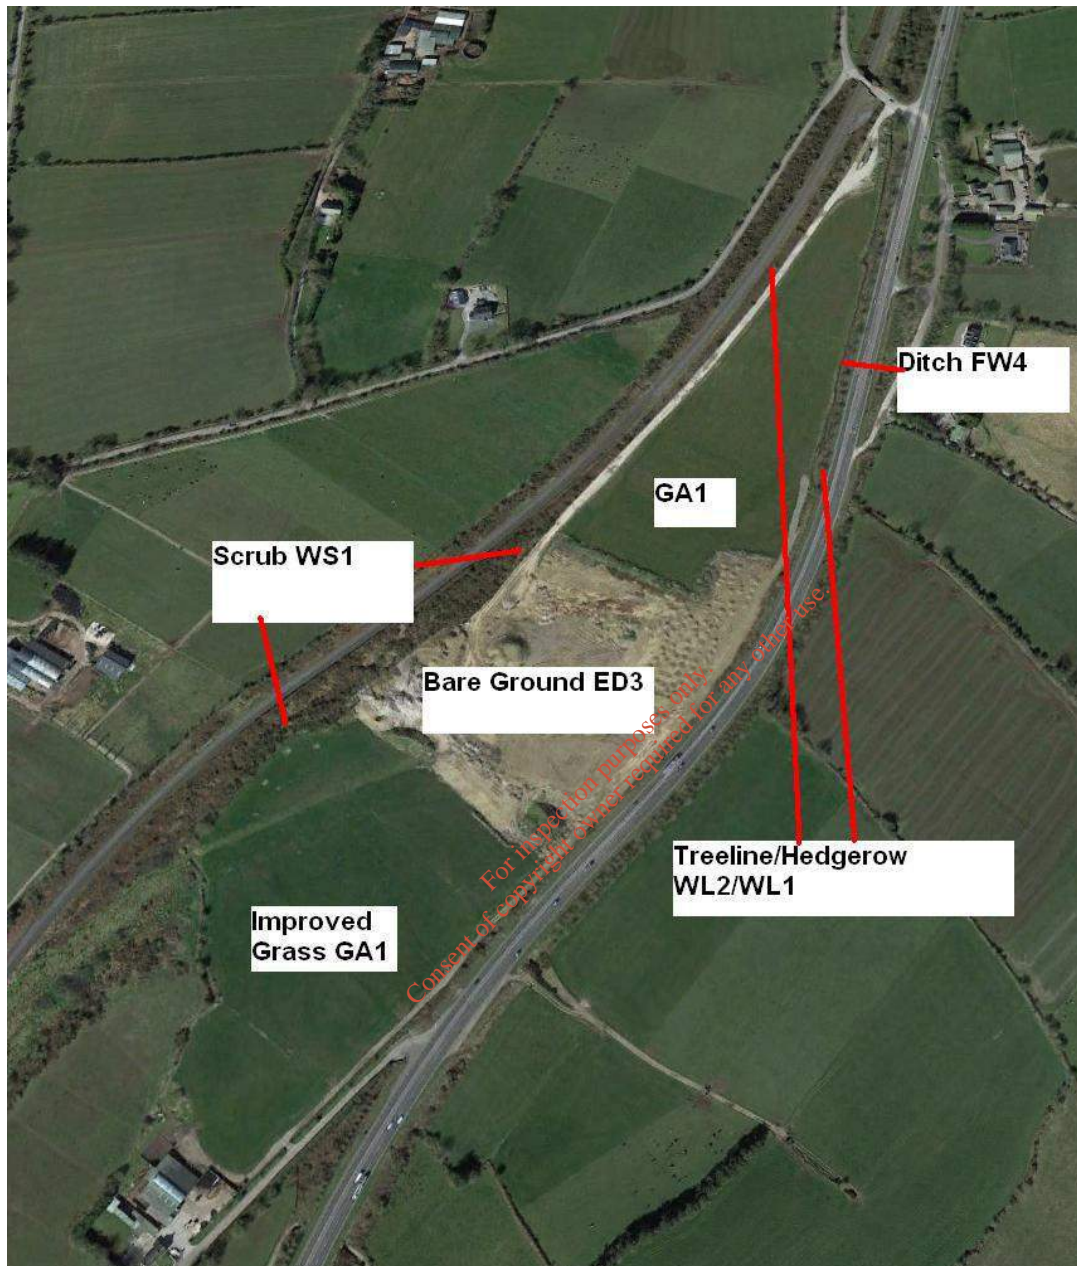 Ditch FW4
GA1
Scrub WS1
Bare Ground ED3
For inspection purposes only.
Consent of copyright owner required for any other use.
Treeline/Hedgerow
WL2/WL1
Improved
Grass GA1